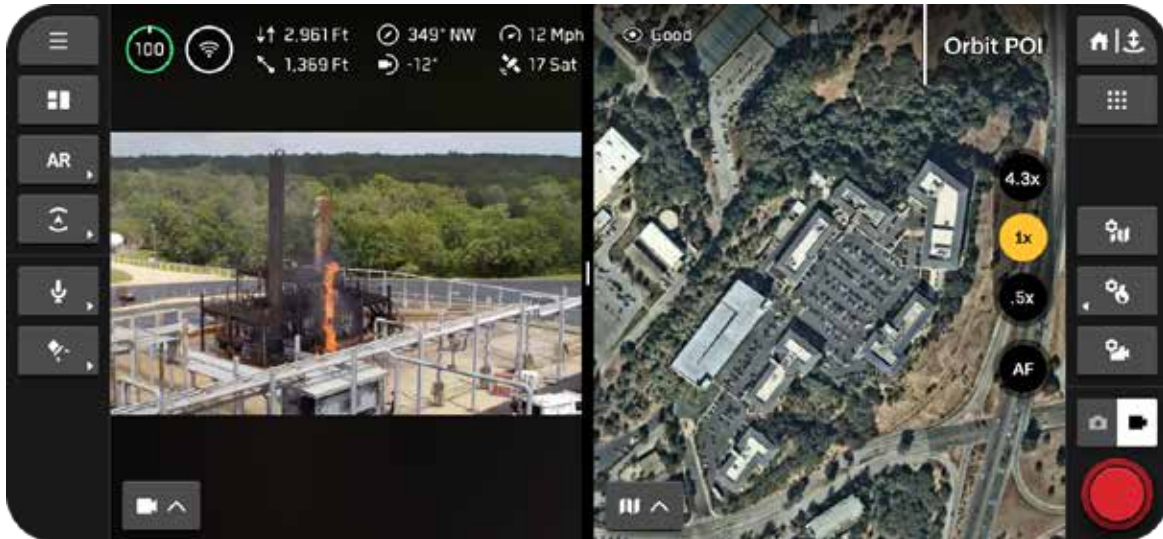 100
2,961 Ft
349° NW
12 Mph
1,369 Ft
-12°
17 Sat
Good
Orbit POI
AR
4.3x
1x
.5x
AF